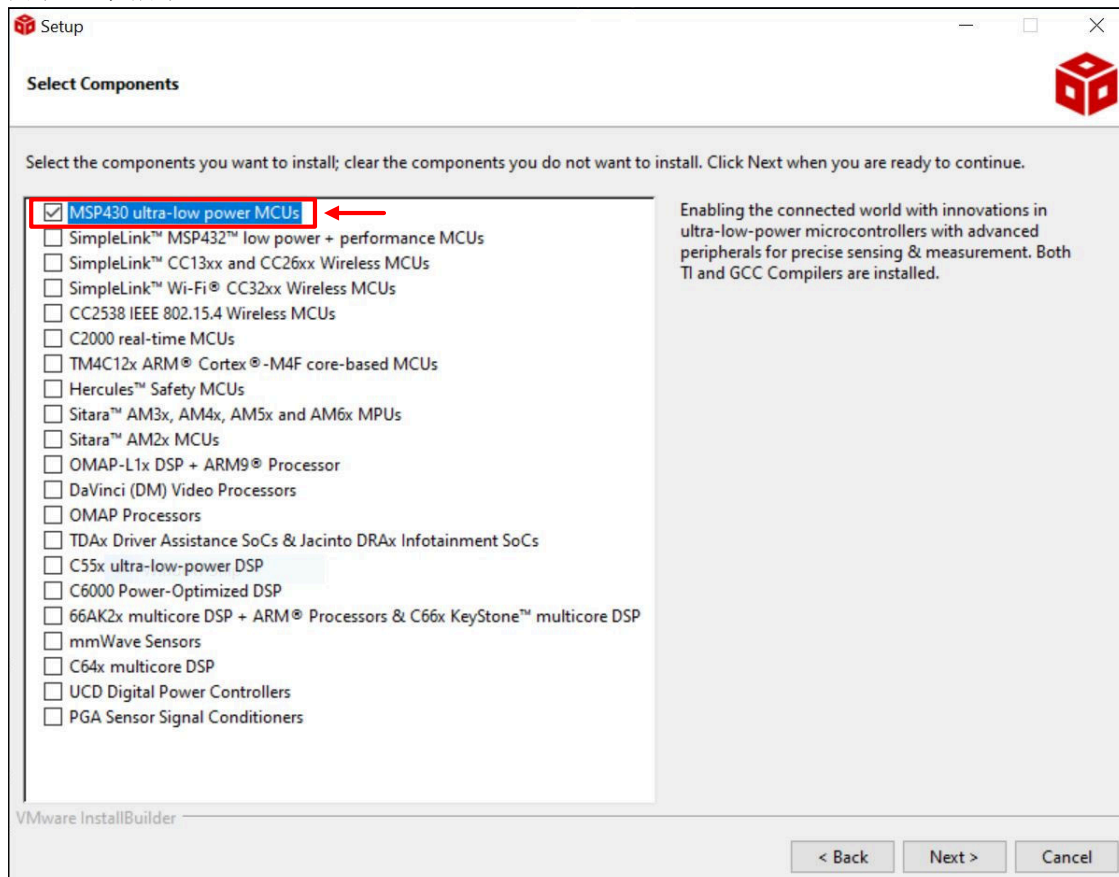 Setup
Select Components
Select the components you want to install; clear the components you do not want to install. Click Next when you are ready to continue.
MSP430 ultra-low power MCUs
SimpleLink™ MSP432™ low power + performance MCUs
SimpleLink™ CC13xx and CC26xx Wireless MCUs
SimpleLink™ Wi-Fi® CC32xx Wireless MCUs
CC2538 IEEE 802.15.4 Wireless MCUs
C2000 real-time MCUs
TM4C12x ARM® Cortex®-M4F core-based MCUs
Hercules™ Safety MCUs
Sitara™ AM3x, AM4x, AM5x and AM6x MPUs
Sitara™ AM2x MCUs
OMAP-L1x DSP + ARM9® Processor
DaVinci (DM) Video Processors
OMAP Processors
TDAx Driver Assistance SoCs & Jacinto DRAx Infotainment SoCs
C55x ultra-low-power DSP
C6000 Power-Optimized DSP
66AK2x multicore DSP + ARM® Processors & C66x KeyStone™ multicore DSP
mmWave Sensors
C64x multicore DSP
UCD Digital Power Controllers
PGA Sensor Signal Conditioners
Enabling the connected world with innovations in
ultra-low-power microcontrollers with advanced
peripherals for precise sensing & measurement. Both
TI and GCC Compilers are installed.
VMware InstallBuilder
< Back
Next >
Cancel